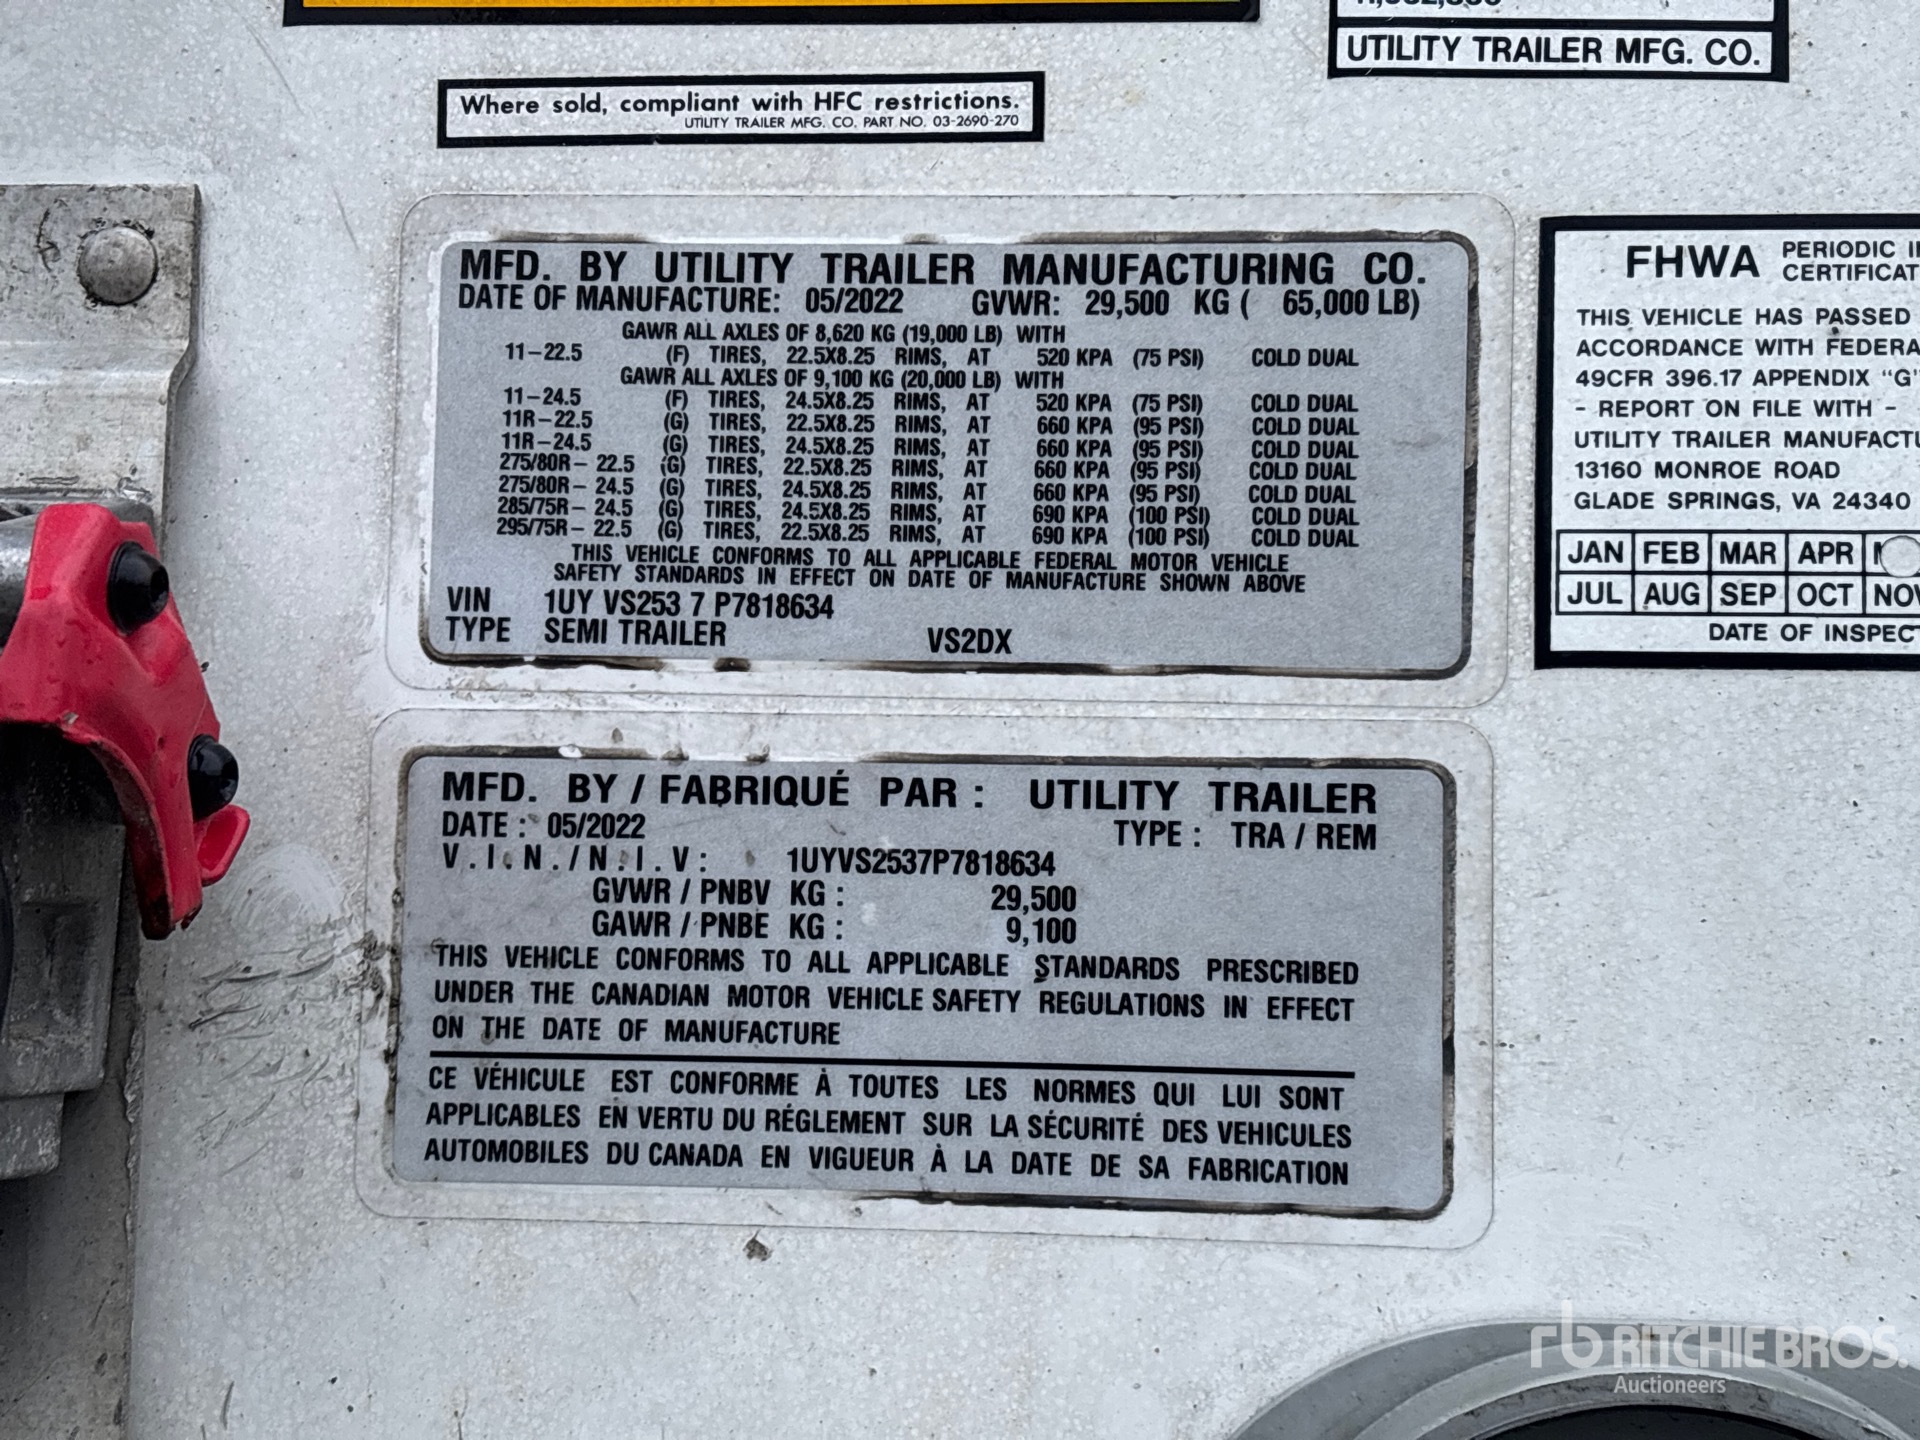 UTILITY TRAILER MFG. CO.
Where sold, compliant with HFC restrictions.
UTILITY TRAILER MFG. CO. PART NO. 03-2690-270
MFD. BY UTILITY TRAILER MANUFACTURING CO.
DATE OF MANUFACTURE: 05/2022 GVWR: 29,500 KG ( 65,000 LB)
GAWR ALL AXLES OF 8,620 KG (19,000 LB) WITH
11-22.5 (F) TIRES, 22.5X8.25 RIMS, AT 520 KPA (75 PSI) COLD DUAL
GAWR ALL AXLES OF 9,100 KG (20,000 LB) WITH
11-24.5 (F) TIRES, 24.5X8.25 RIMS, AT 520 KPA (75 PSI) COLD DUAL
11R-22.5 (G) TIRES, 22.5X8.25 RIMS, AT 660 KPA (95 PSI) COLD DUAL
11R-24.5 (G) TIRES, 24.5X8.25 RIMS, AT 660 KPA (95 PSI) COLD DUAL
275/80R- 22.5 (G) TIRES, 22.5X8.25 RIMS, AT 660 KPA (95 PSI) COLD DUAL
275/80R- 24.5 (G) TIRES, 24.5X8.25 RIMS, AT 660 KPA (95 PSI) COLD DUAL
285/75R- 24.5 (G) TIRES, 24.5X8.25 RIMS, AT 690 KPA (100 PSI) COLD DUAL
295/75R- 22.5 (G) TIRES, 22.5X8.25 RIMS, AT 690 KPA (100 PSI) COLD DUAL
THIS VEHICLE CONFORMS TO ALL APPLICABLE FEDERAL MOTOR VEHICLE
SAFETY STANDARDS IN EFFECT ON DATE OF MANUFACTURE SHOWN ABOVE
VIN 1UY VS253 7 P7818634
TYPE SEMI TRAILER VS2DX
FHWA PERIODIC
THIS VEHICLE HAS PASSED
ACCORDANCE WITH
49CFR 396.17 APPENDIX "G"
- REPORT ON FILE WITH -
UTILITY TRAILER
13160 MONROE ROAD
GLADE SPRINGS, VA 24340
JAN FEB MAR APR
JUL AUG SEP OCT NOV
DATE OF
MFD. BY / FABRIQUÉ PAR : UTILITY TRAILER
DATE : 05/2022 TYPE : TRA / REM
V.I.N./N.I.V: 1UYVS2537P7818634
GVWR / PNBV KG : 29,500
GAWR / PNBE KG : 9,100
THIS VEHICLE CONFORMS TO ALL APPLICABLE STANDARDS PRESCRIBED
UNDER THE CANADIAN MOTOR VEHICLE SAFETY REGULATIONS IN EFFECT
ON THE DATE OF MANUFACTURE
CE VÉHICULE EST CONFORME À TOUTES LES NORMES QUI LUI SONT
APPLICABLES EN VERTU DU RÉGLEMENT SUR LA SÉCURITÉ DES VEHICULES
AUTOMOBILES DU CANADA EN VIGUEUR À LA DATE DE SA FABRICATION
rb RITCHIE BROS.
Auctioneers